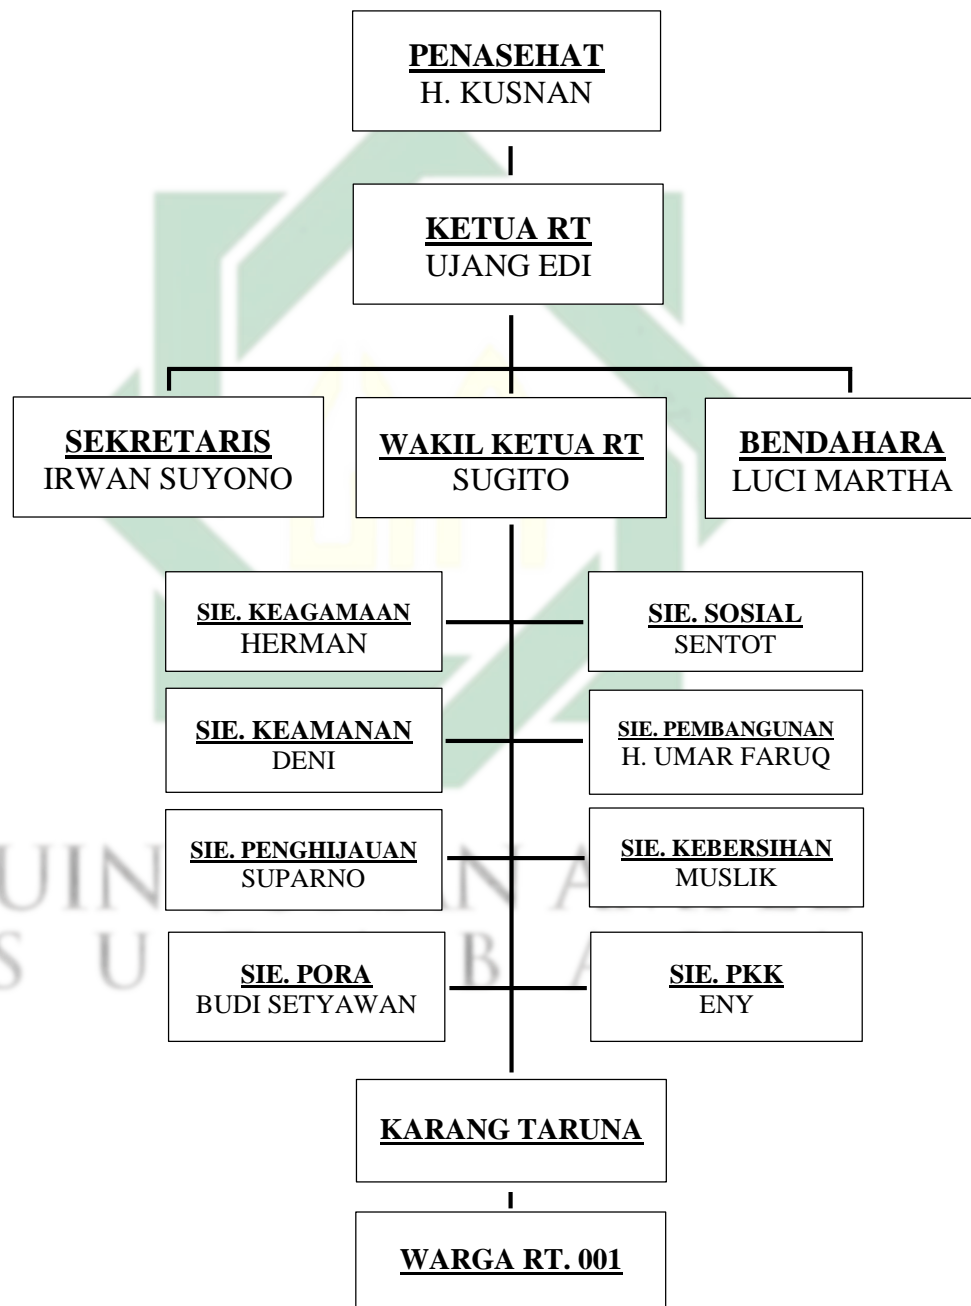 PENASEHAT
H. KUSNAN
KETUA RT
UJANG EDI
SEKRETARIS
IRWAN SUYONO
WAKIL KETUA RT
SUGITO
BENDAHARA
LUCI MARTHA
SIE. KEAGAMAAN
HERMAN
SIE. SOSIAL
SENTOT
SIE. KEAMANAN
DENI
SIE. PEMBANGUNAN
H. UMAR FARUQ
SIE. PENGHIJAUAN
SUPARNO
SIE. KEBERSIHAN
MUSLIK
SIE. PORA
BUDI SETYAWAN
SIE. PKK
ENY
KARANG TARUNA
WARGA RT. 001
UIN